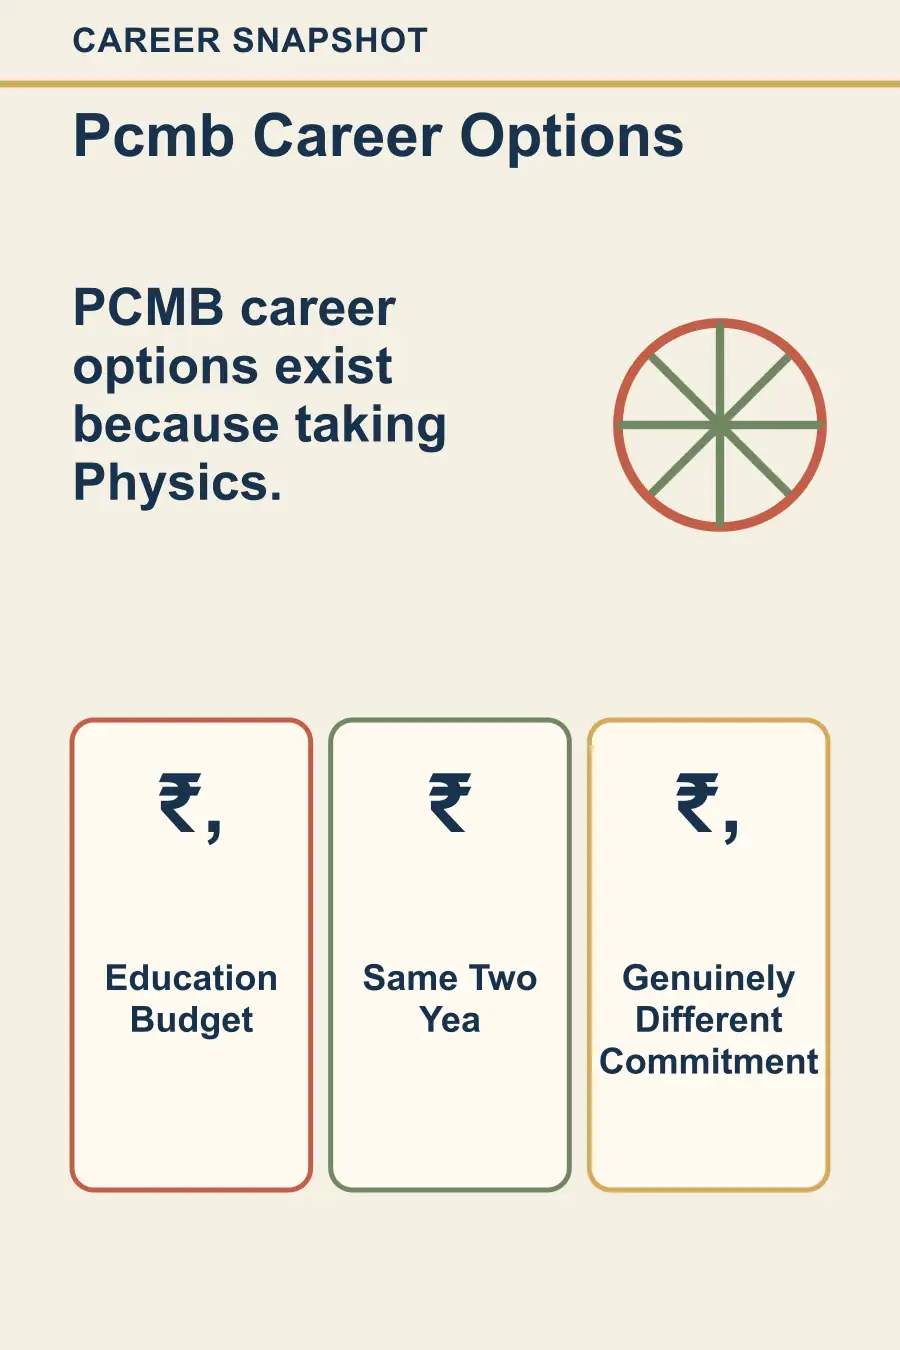 CAREER SNAPSHOT
Pcmb Career Options
PCMB career
options exist
because taking
Physics.
₹,
Education
Budget
₹
Same Two
Yea
₹,
Genuinely
Different
Commitment